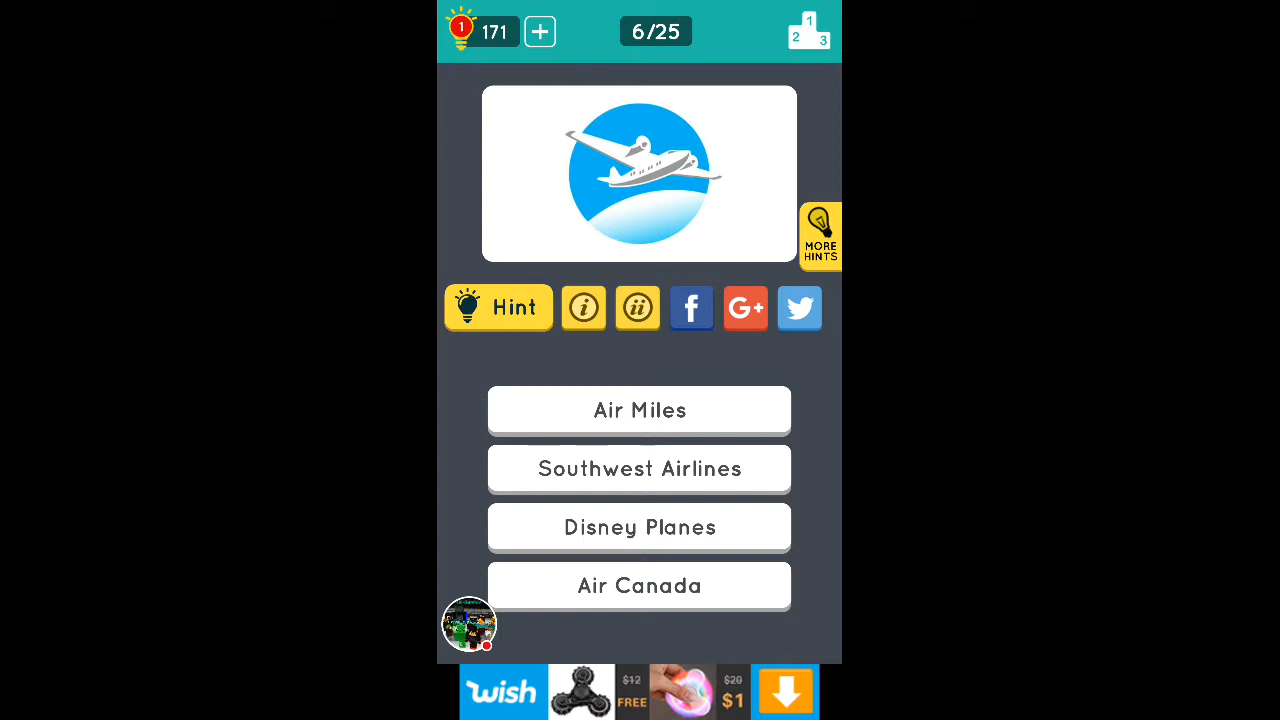 1 171 + 6/25 1 2 3
MORE
HINTS
Hint i ii f G+
Air Miles
Southwest Airlines
Disney Planes
Air Canada
wish $12 FREE $20 $1